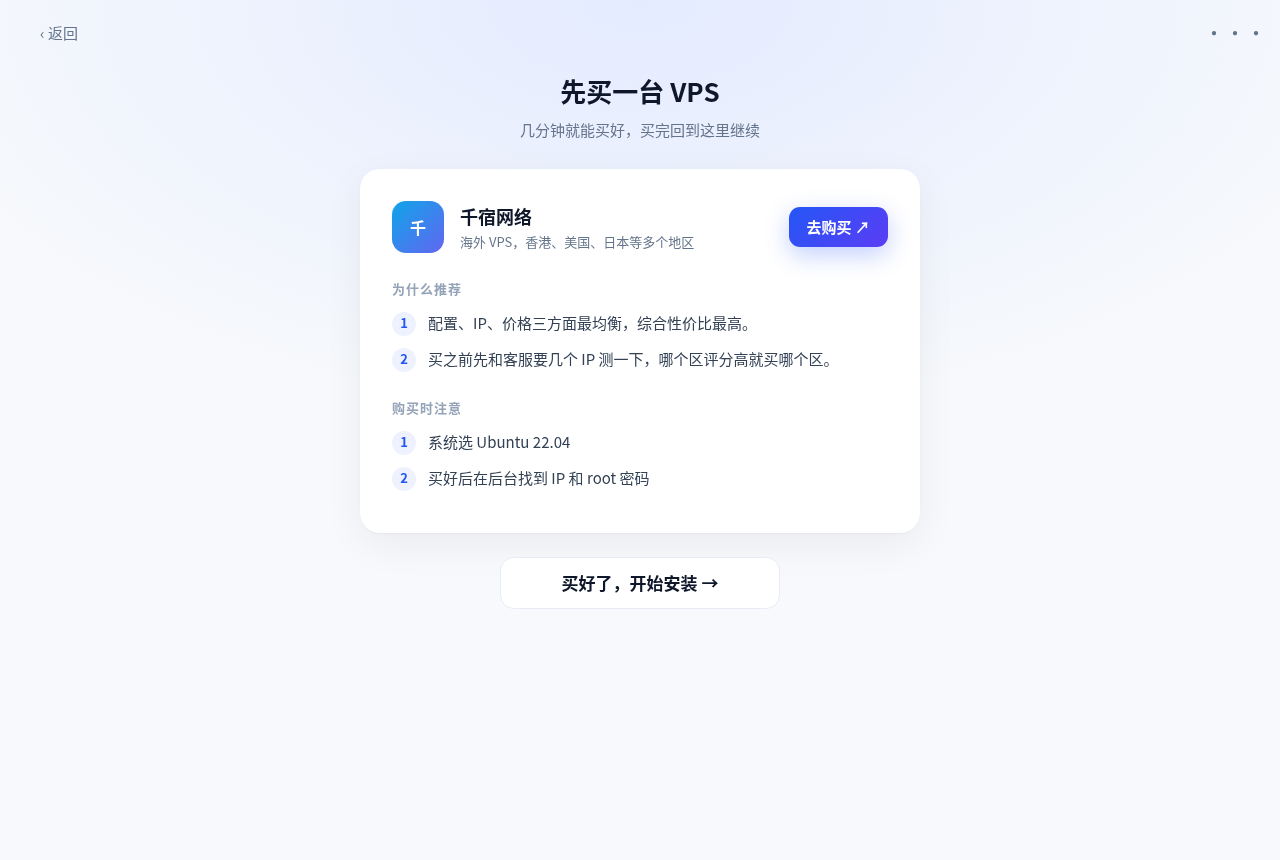 ‹ 返回
先买一台 VPS
几分钟就能买好，买完回到这里继续
千
千宿网络
海外 VPS，香港、美国、日本等多个地区
去购买 ↗
为什么推荐
1 配置、IP、价格三方面最均衡，综合性价比最高。
2 买之前先和客服要几个 IP 测一下，哪个区评分高就买哪个区。
购买时注意
1 系统选 Ubuntu 22.04
2 买好后在后台找到 IP 和 root 密码
买好了，开始安装 →